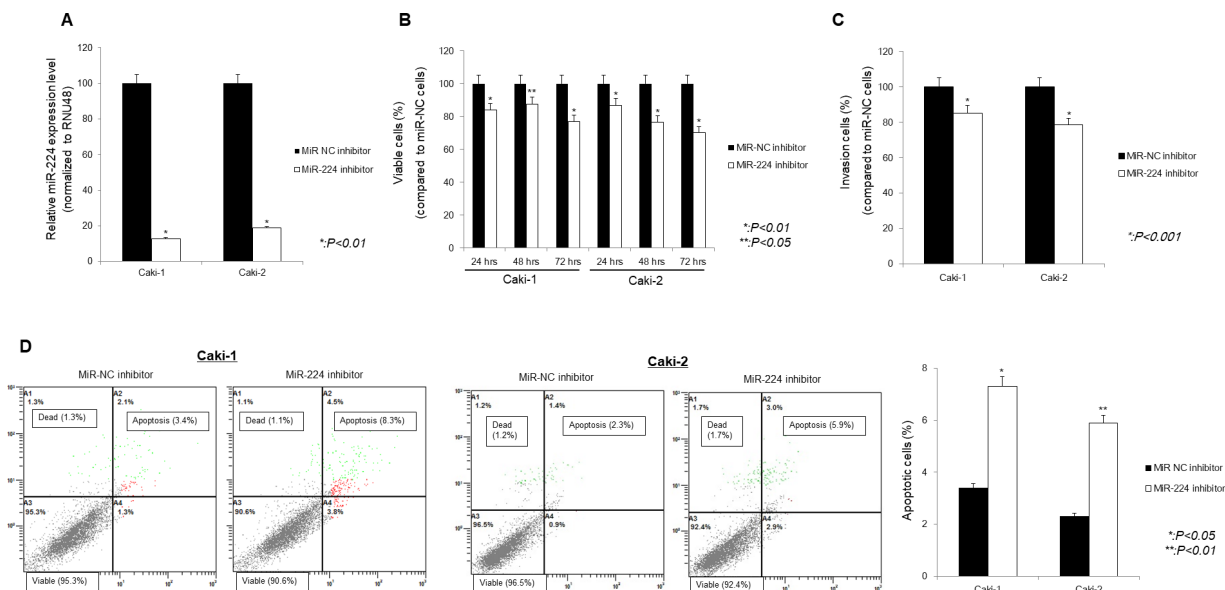 A
Relative miR-224 expression level
(normalized to RNU48)
120
100
80
60
40
20
0
*
*
Caki-1
Caki-2
MiR NC inhibitor
MiR-224 inhibitor
*:P<0.01
B
Viable cells (%)
(compared to miR-NC cells)
120
100
80
60
40
20
0
*
**
*
*
*
*
24 hrs
48 hrs
72 hrs
24 hrs
48 hrs
72 hrs
Caki-1
Caki-2
MiR-NC inhibitor
MiR-224 inhibitor
*:P<0.01
**:P<0.05
C
Invasion cells (%)
(compared to miR-NC cells)
120
100
80
60
40
20
0
*
*
Caki-1
Caki-2
MiR-NC inhibitor
MiR-224 inhibitor
*:P<0.001
D
Caki-1
MiR-NC inhibitor
A1
1.3%
A2
2.1%
Dead (1.3%)
Apoptosis (3.4%)
A3
95.3%
A4
1.3%
Viable (95.3%)
MiR-224 inhibitor
A1
1.1%
A2
4.5%
Dead (1.1%)
Apoptosis (8.3%)
A3
90.6%
A4
3.8%
Viable (90.6%)
Caki-2
MiR-NC inhibitor
A1
1.2%
A2
1.4%
Dead
(1.2%)
Apoptosis (2.3%)
A3
96.5%
A4
0.9%
Viable (96.5%)
MiR-224 inhibitor
A1
1.7%
A2
3.0%
Dead
(1.7%)
Apoptosis (5.9%)
A3
92.4%
A4
2.9%
Viable (92.4%)
Apoptotic cells (%)
8
6
4
2
0
*
**
Caki-1
Caki-2
MiR NC inhibitor
MiR-224 inhibitor
*:P<0.05
**:P<0.01